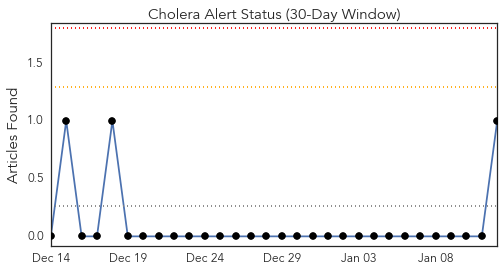 Cholera Alert Status (30-Day Window)
Articles Found
1.5
1.0
0.5
0.0
Dec 14 Dec 19 Dec 24 Dec 29 Jan 03 Jan 08